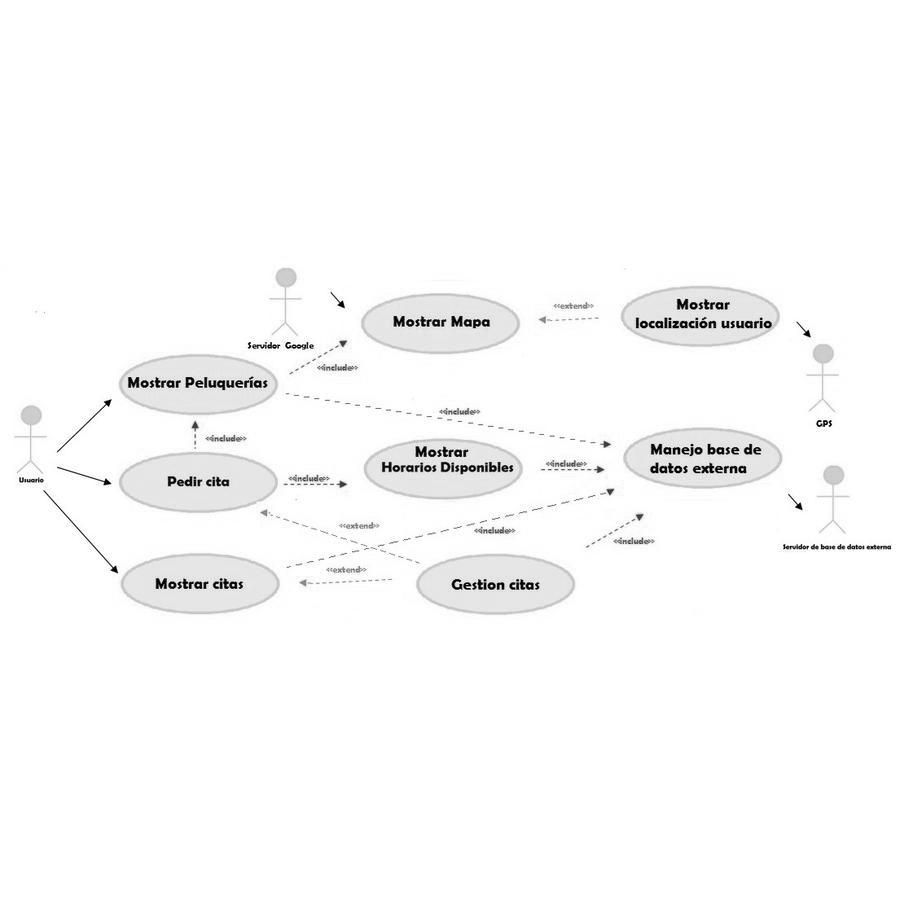 Servidor Google
Mostrar Mapa
<<extend>>
Mostrar
localización usuario
GPS
<<include>>
Mostrar Peluquerías
<<include>>
Usuario
<<include>>
Pedir cita
<<include>>
Mostrar
Horarios Disponibles
<<include>>
Manejo base de
datos externa
Servidor de base de datos externa
<<extend>>
<<include>>
<<include>>
Mostrar citas
<<extend>>
Gestion citas